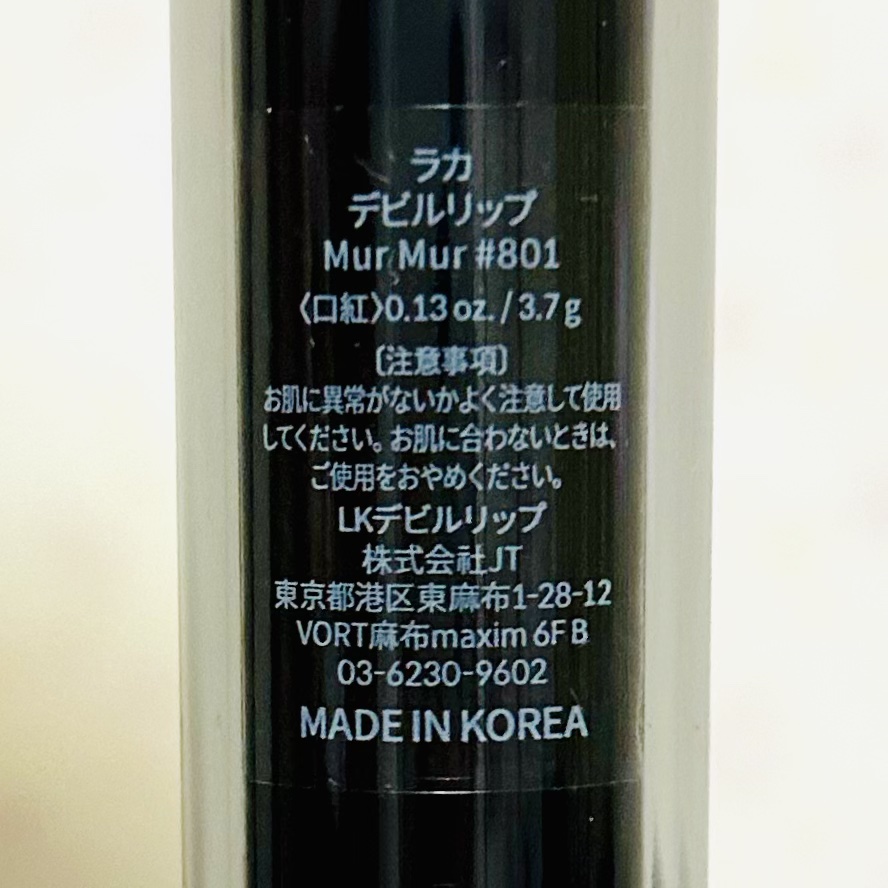 ラカ
デビルリップ
Mur Mur #801
〈口紅〉0.13 oz. / 3.7 g
〔注意事項〕
お肌に異常がないかよく注意して使用
してください。お肌に合わないときは、
ご使用をおやめください。
LKデビルリップ
株式会社JT
東京都港区東麻布1-28-12
VORT麻布maxim 6F B
03-6230-9602
MADE IN KOREA